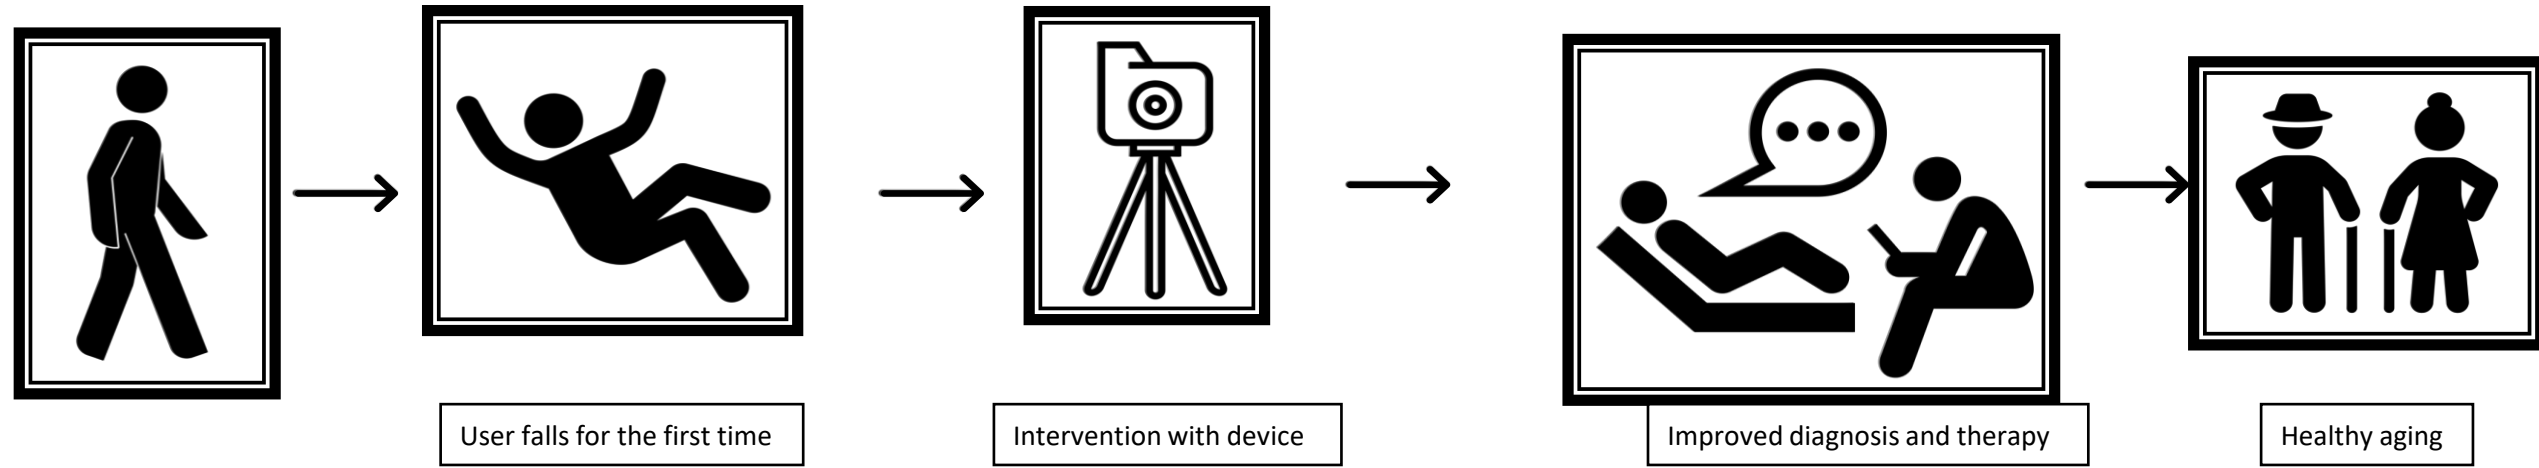 User falls for the first time
Intervention with device
Improved diagnosis and therapy
Healthy aging